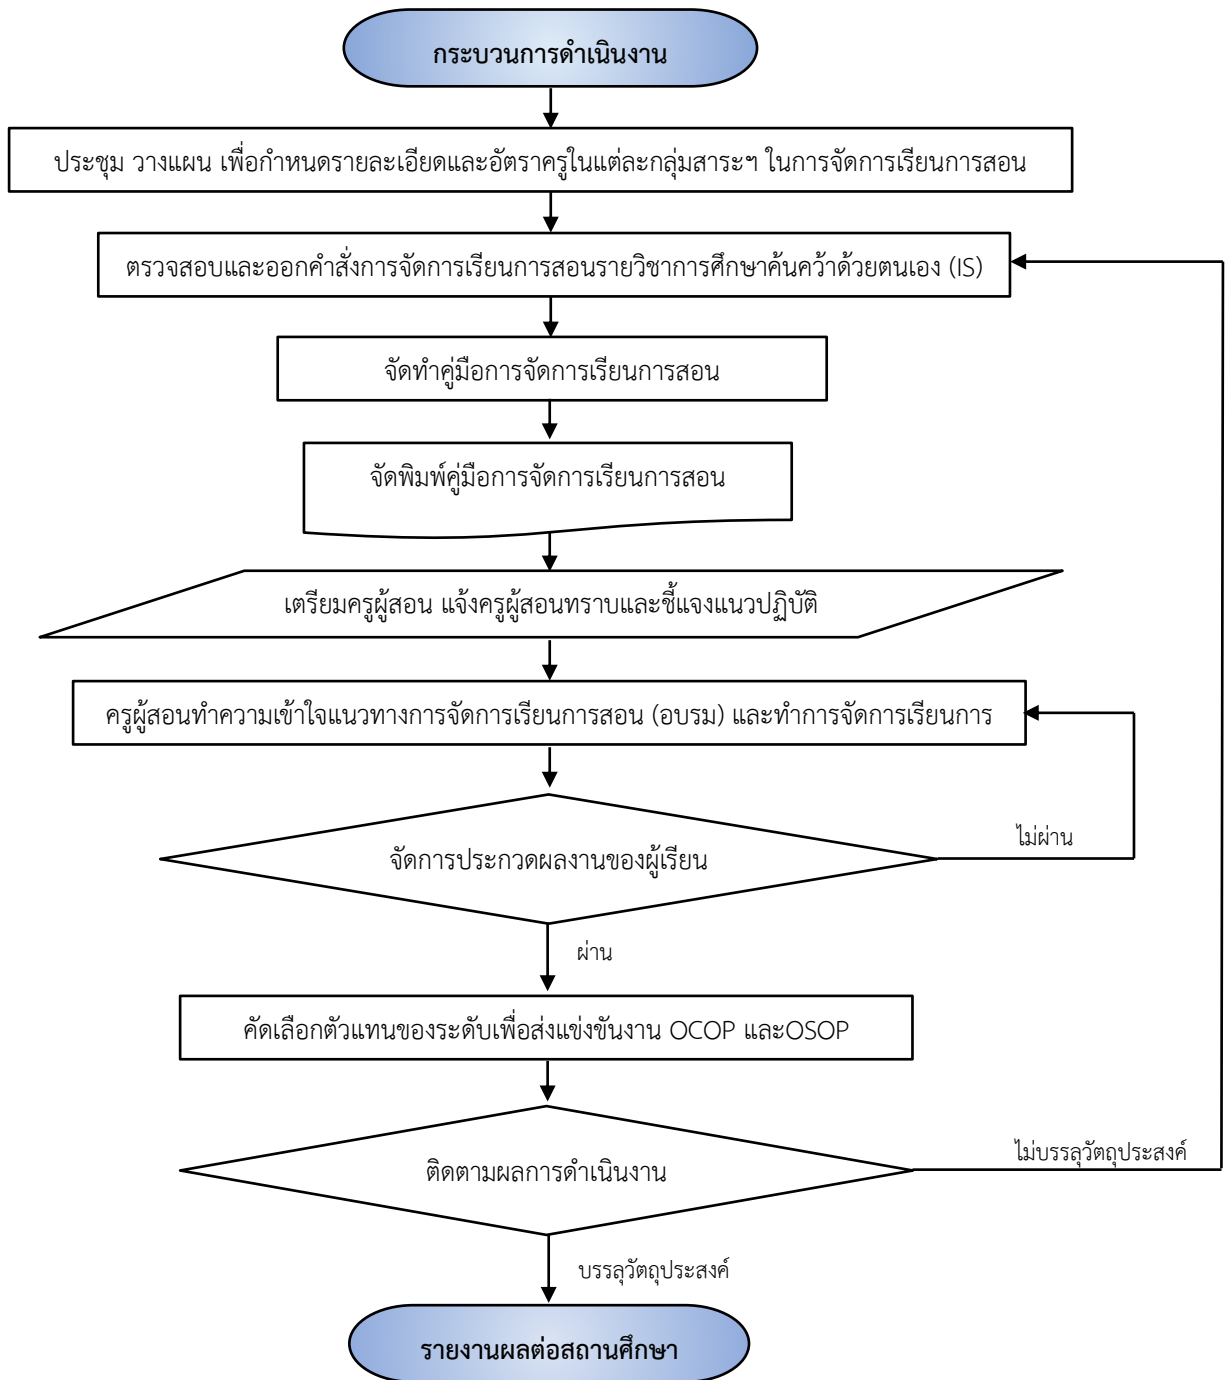 กระบวนการดำเนินงาน
ประชุม วางแผน เพื่อกำหนดรายละเอียดและอัตราครูในแต่ละกลุ่มสาระฯ ในการจัดการเรียนการสอน
ตรวจสอบและออกคำสั่งการจัดการเรียนการสอนรายวิชาการศึกษาค้นคว้าด้วยตนเอง (IS)
จัดทำคู่มือการจัดการเรียนการสอน
จัดพิมพ์คู่มือการจัดการเรียนการสอน
เตรียมครูผู้สอน แจ้งครูผู้สอนทราบและชี้แจงแนวปฏิบัติ
ครูผู้สอนทำความเข้าใจแนวทางการจัดการเรียนการสอน (อบรม) และทำการจัดการเรียนการ
จัดการประกวดผลงานของผู้เรียน
ไม่ผ่าน
ผ่าน
คัดเลือกตัวแทนของระดับเพื่อส่งแข่งขันงาน OCOP และOSOP
ติดตามผลการดำเนินงาน
ไม่บรรลุวัตถุประสงค์
บรรลุวัตถุประสงค์
รายงานผลต่อสถานศึกษา